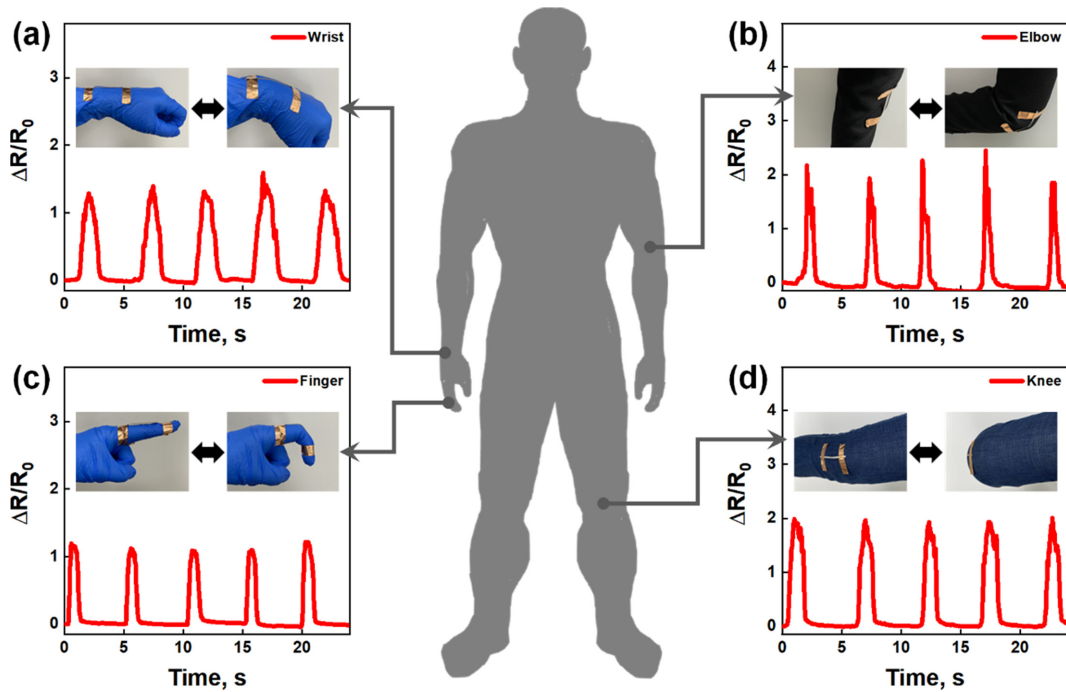 (a)
Wrist
3
2
1
0
ΔR/R0
0 5 10 15 20
Time, s
(b)
Elbow
4
3
2
1
0
ΔR/R0
0 5 10 15 20
Time, s
(c)
Finger
3
2
1
0
ΔR/R0
0 5 10 15 20
Time, s
(d)
Knee
4
3
2
1
0
ΔR/R0
0 5 10 15 20
Time, s